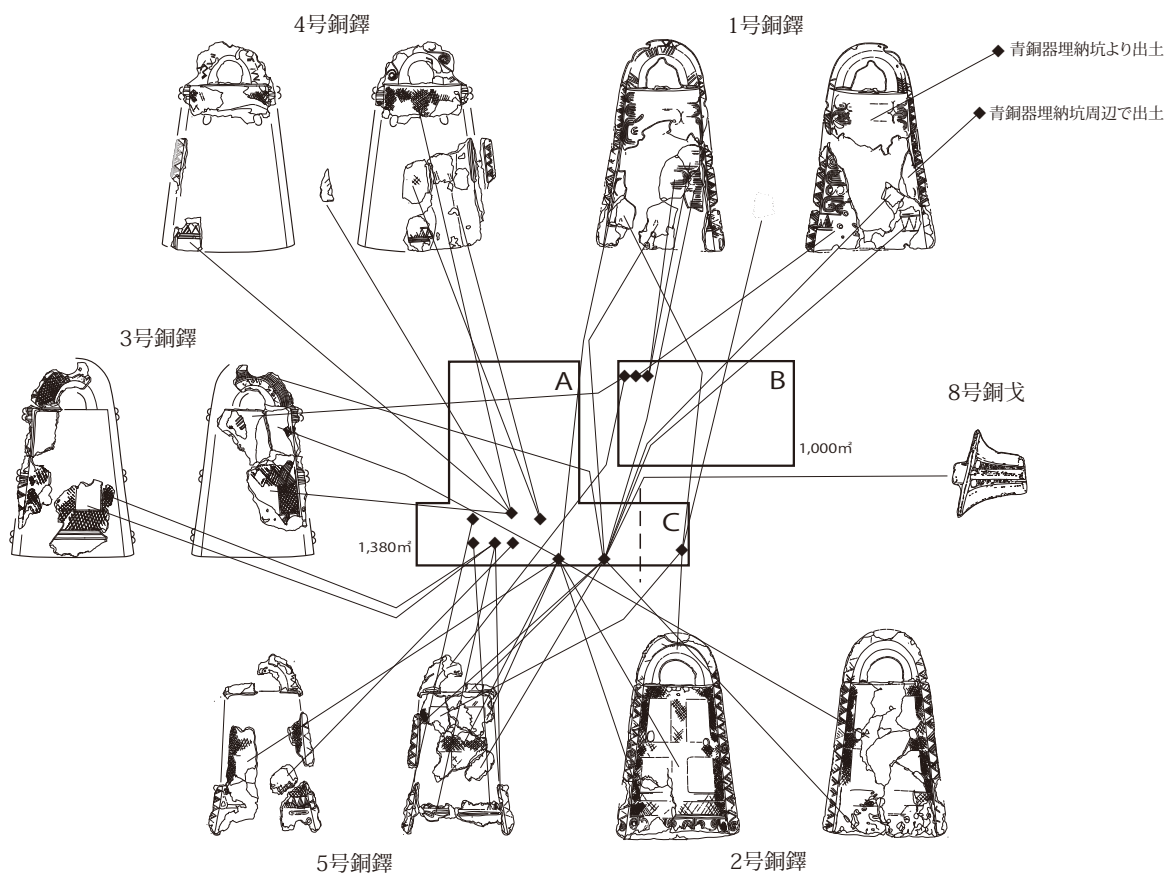 4号銅鐸
1号銅鐸
青銅器埋納坑より出土
青銅器埋納坑周辺で出土
3号銅鐸
A
B
8号銅戈
1,000㎡
C
1,380㎡
5号銅鐸
2号銅鐸